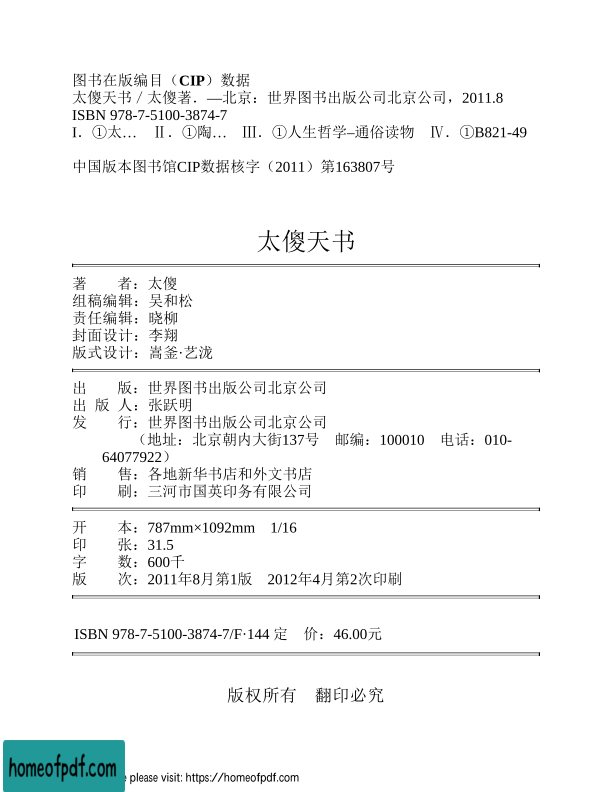 图书在版编目（CIP）数据
太傻天书／太傻著．—北京：世界图书出版公司北京公司，2011.8
ISBN 978-7-5100-3874-7
I．①太…　Ⅱ．①陶…　Ⅲ．①人生哲学–通俗读物　Ⅳ．①B821-49
中国版本图书馆CIP数据核字（2011）第163807号
太傻天书
著　　者：太傻
组稿编辑：吴和松
责任编辑：晓柳
封面设计：李翔
版式设计：嵩釜·艺泷
出　　版：世界图书出版公司北京公司
出 版 人：张跃明
发　　行：世界图书出版公司北京公司
（地址：北京朝内大街137号　邮编：100010　电话：010-
64077922）
销　　售：各地新华书店和外文书店
印　　刷：三河市国英印务有限公司
开　　本：787mm×1092mm　1/16
印　　张：31.5
字　　数：600千
版　　次：2011年8月第1版　2012年4月第2次印刷
ISBN 978-7-5100-3874-7/F·144 定　价：46.00元
版权所有　翻印必究
homeofpdf.com
e please visit: https://homeofpdf.com